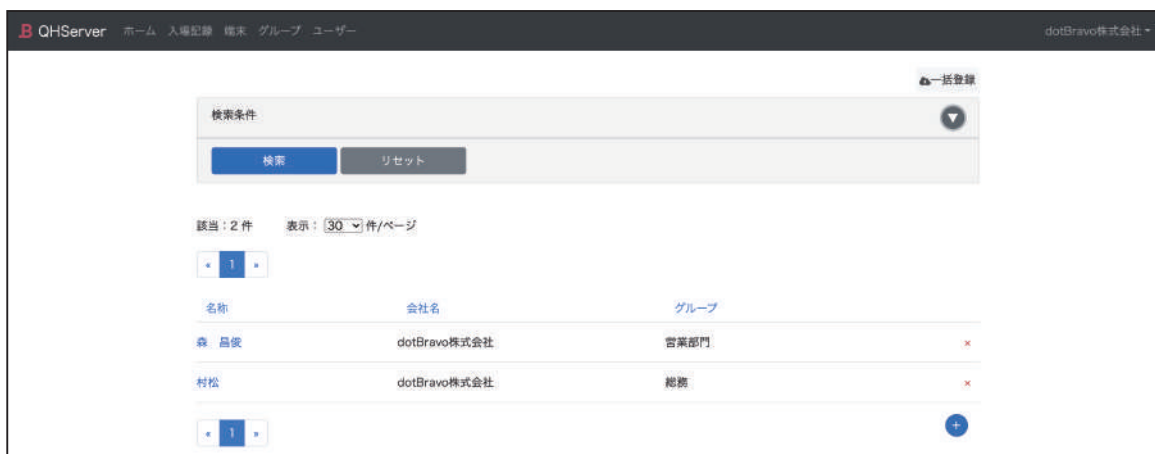 B QHServer ホーム 入場記録 端末 グループ ユーザー dotBravo株式会社
一括登録
検索条件
検索 リセット
該当：2 件 表示： 30 件/ページ
« 1 »
名称 会社名 グループ
森 昌俊 dotBravo株式会社 営業部門 ×
村松 dotBravo株式会社 総務 ×
« 1 » +